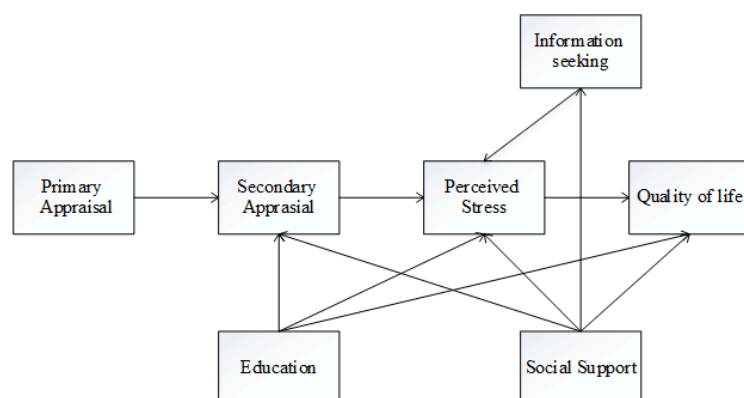 Information
seeking
Primary
Appraisal
Secondary
Apprasial
Perceived
Stress
Quality of life
Education
Social Support